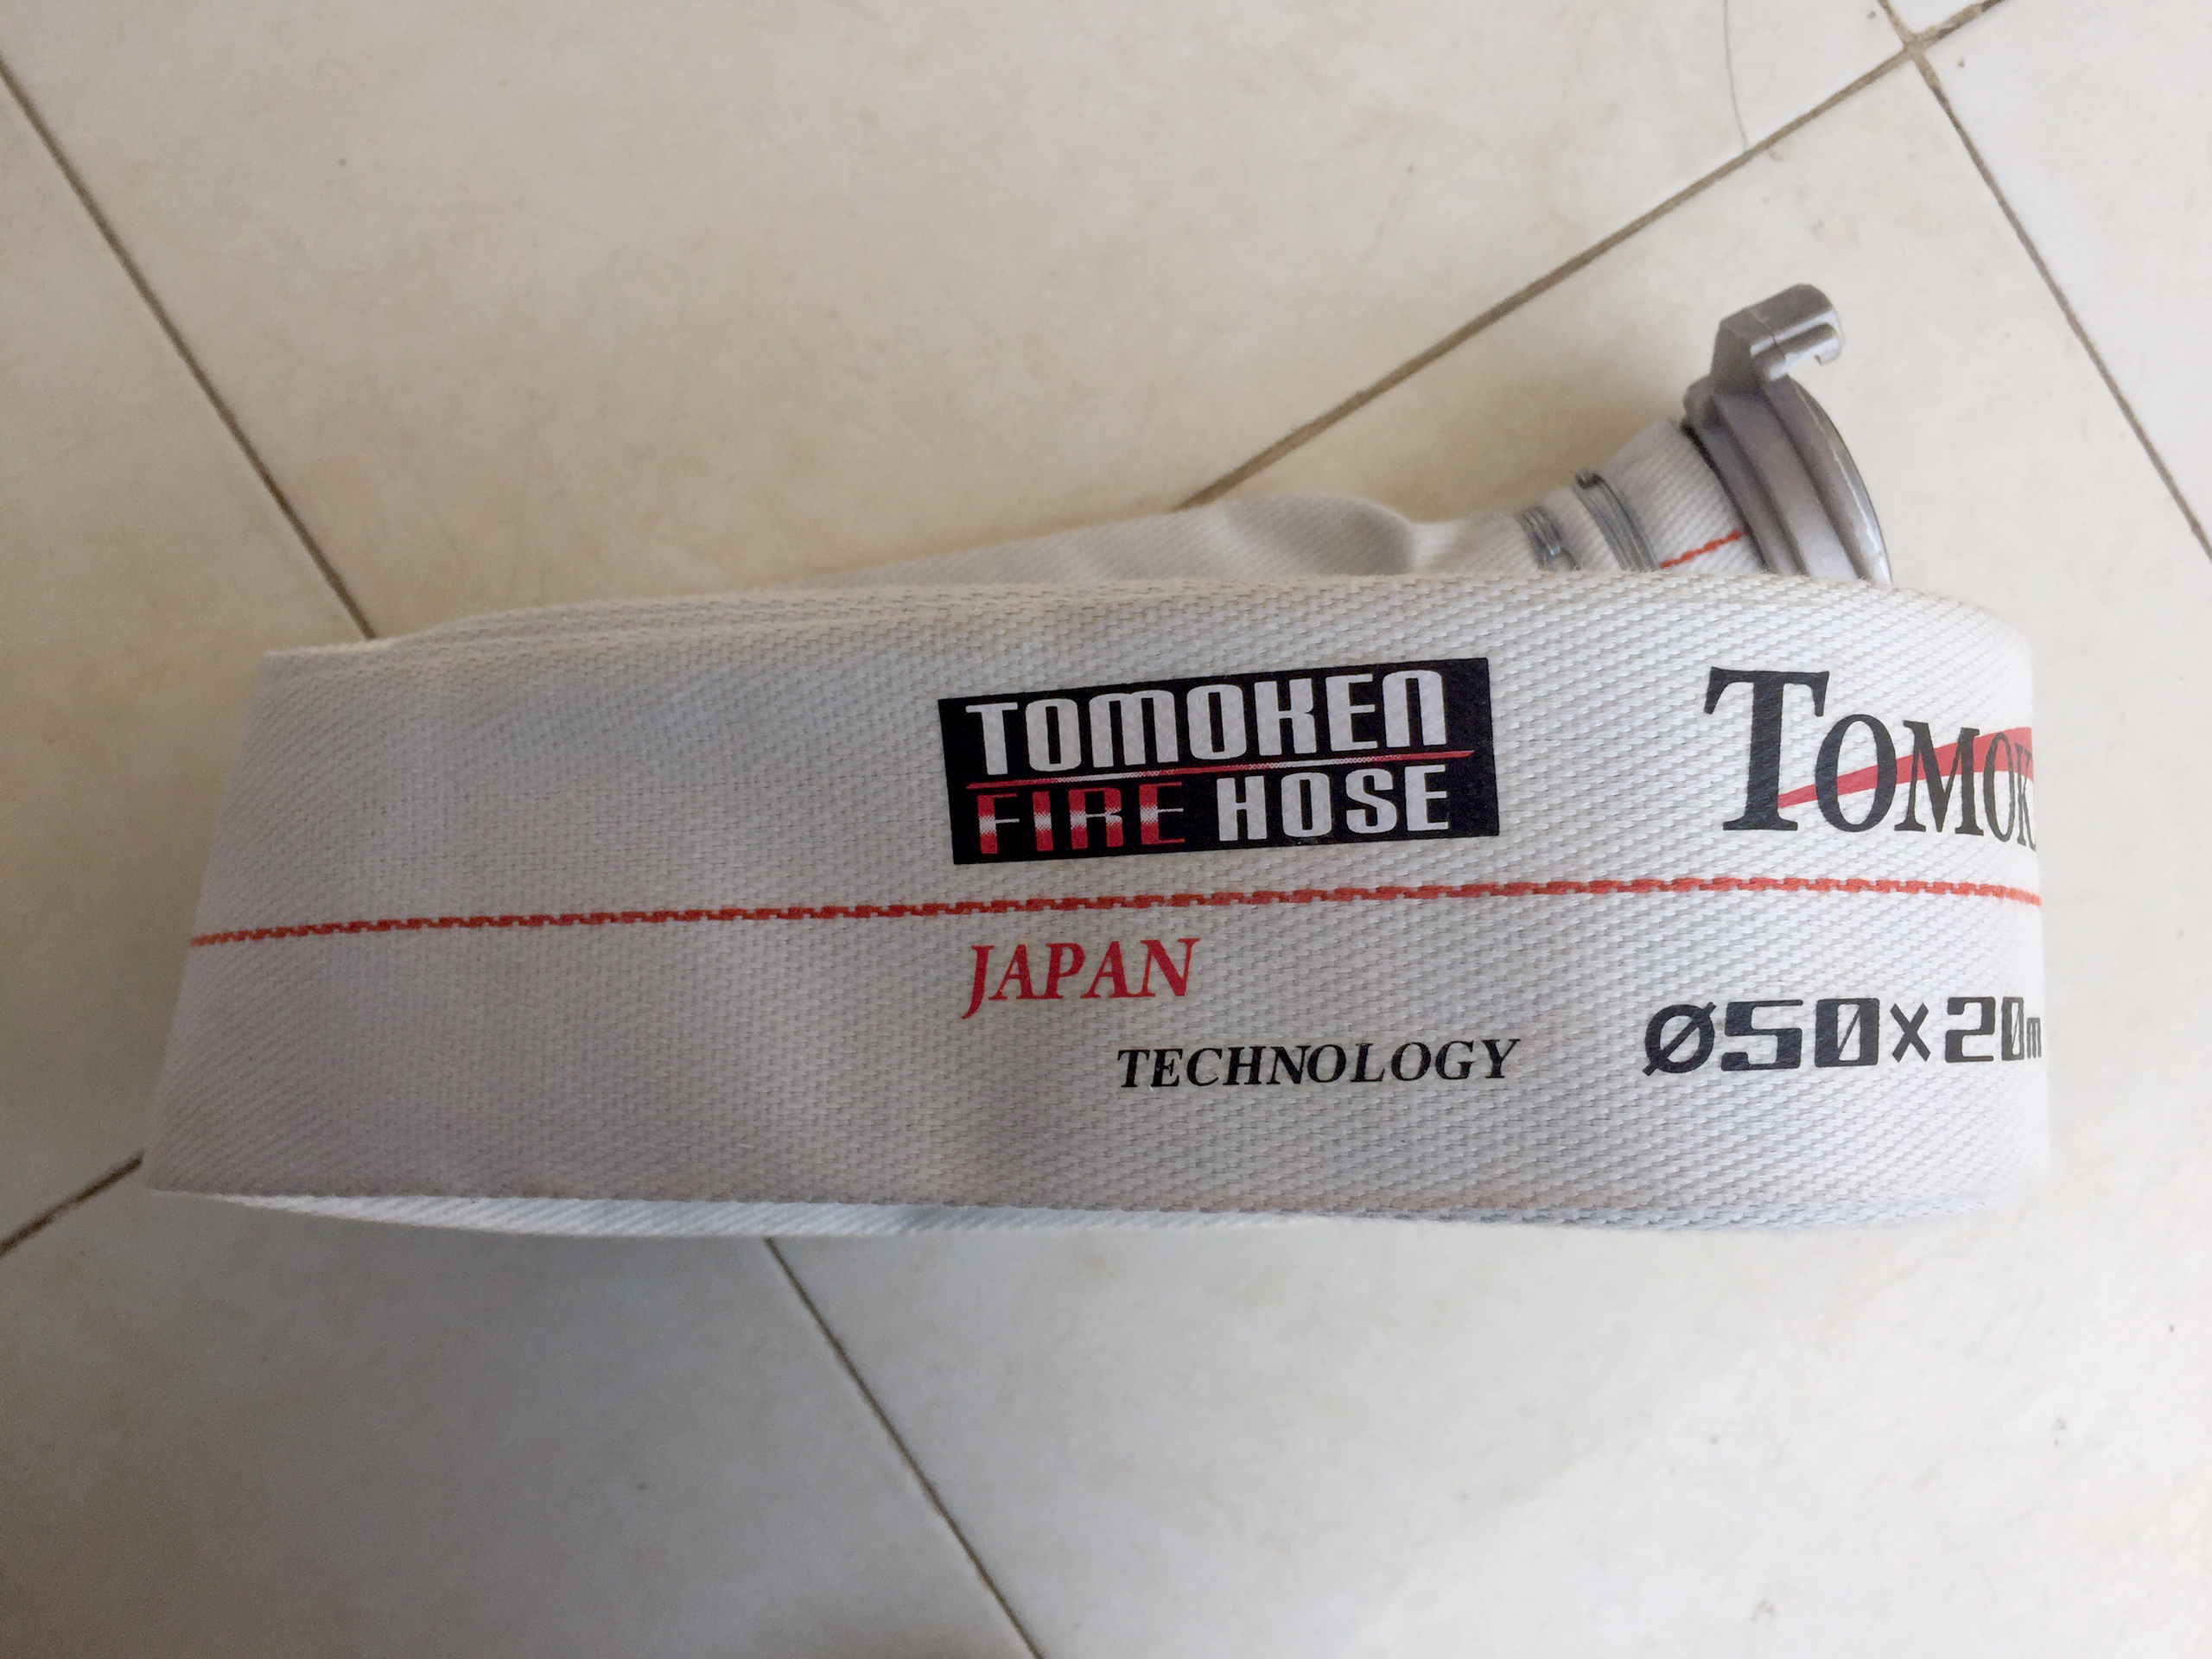 TOMOKEN
FIRE HOSE
JAPAN
TECHNOLOGY
Ø50×20m